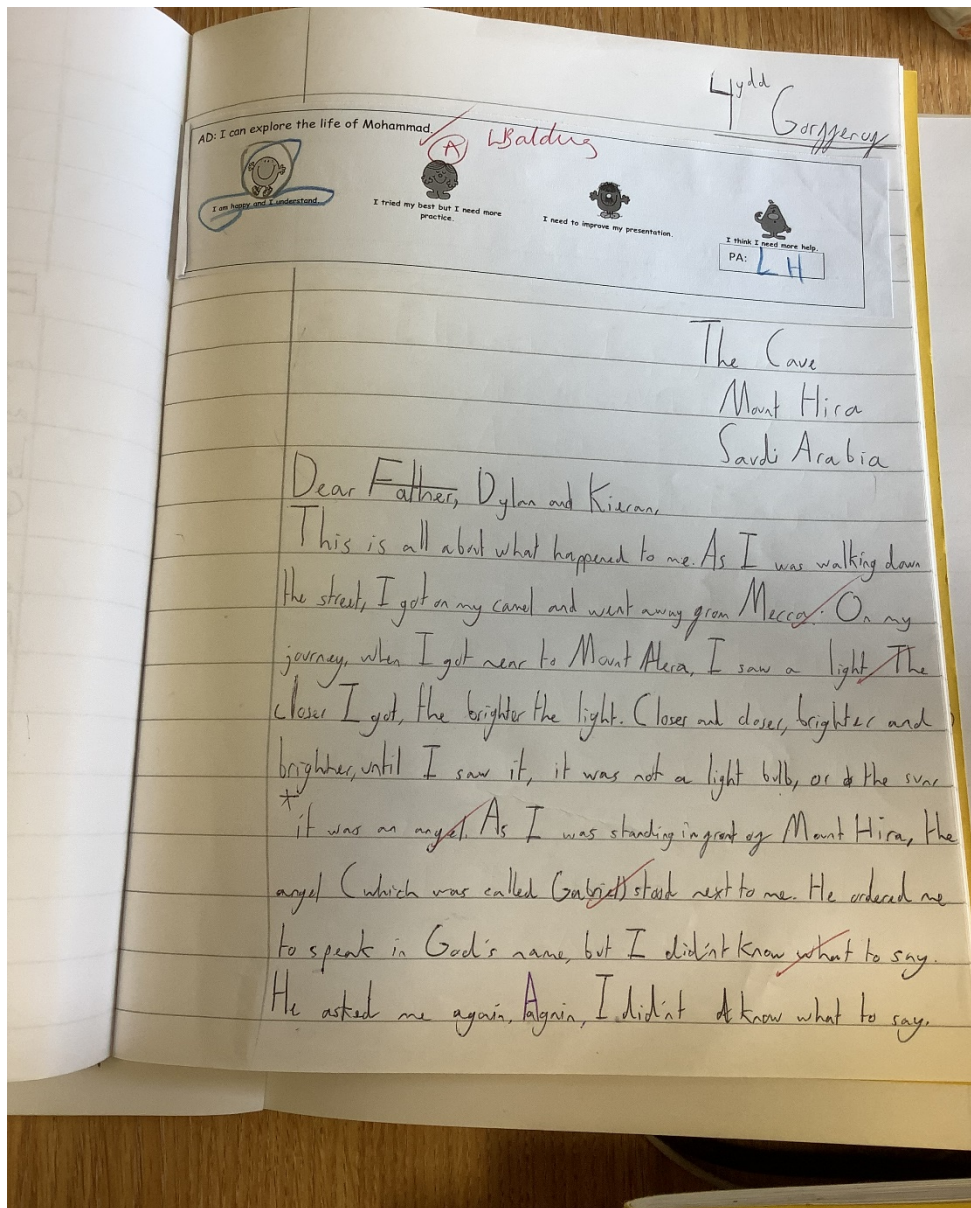 4ydd
AD: I can explore the life of Mohammad.
A
I am happy and I understand.
I tried my best but I need more
practice.
I need to improve my presentation.
I think I need more help.
PA: L H
The Cave
Mount Hira
Saudi Arabia
Dear Father, Dylan and Kieran,
This is all about what happened to me. As I was walking down
the street, I got on my camel and went away from Mecca. On my
journey, when I got near to Mount Hera, I saw a light. The
closer I got, the brighter the light. Closer and closer, brighter and
brighter, until I saw it, it was not a light bulb, or the sun
* it was an angel. As I was standing in front of Mount Hira, the
angel (which was called Gabriel) stood next to me. He ordered me
to speak in God's name, but I did'nt know what to say.
He asked me again, Again, I did'nt know what to say.